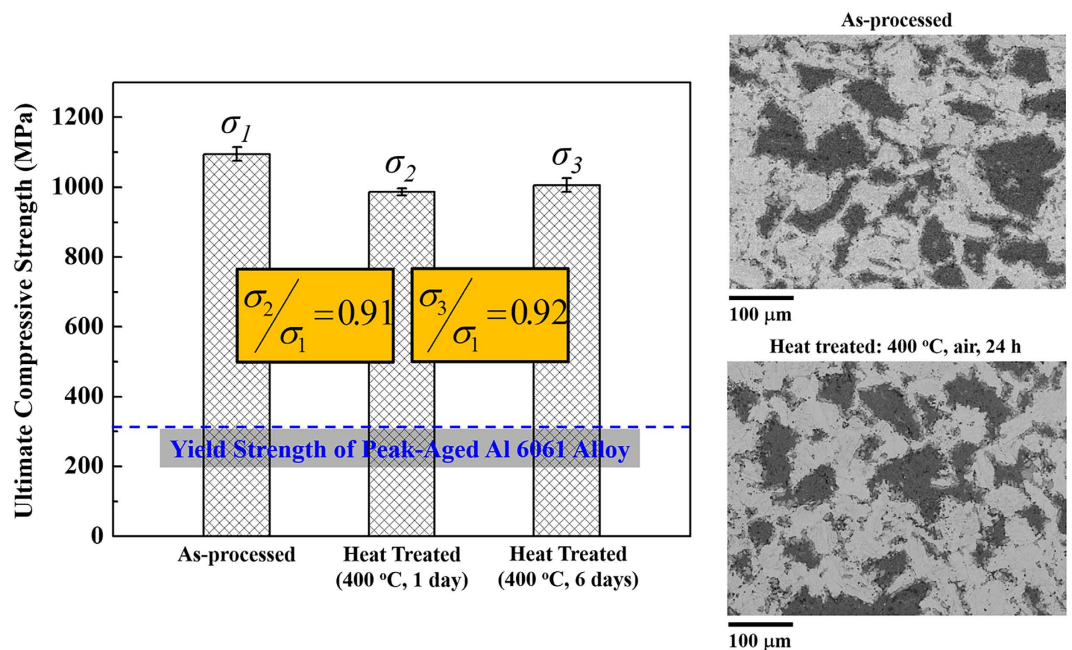 Ultimate Compressive Strength (MPa)
1200
1000
800
600
400
200
0
σ1
σ2
σ3
σ2/σ1 = 0.91
σ3/σ1 = 0.92
Yield Strength of Peak-Aged Al 6061 Alloy
As-processed
Heat Treated
(400 °C, 1 day)
Heat Treated
(400 °C, 6 days)
As-processed
100 μm
Heat treated: 400 °C, air, 24 h
100 μm